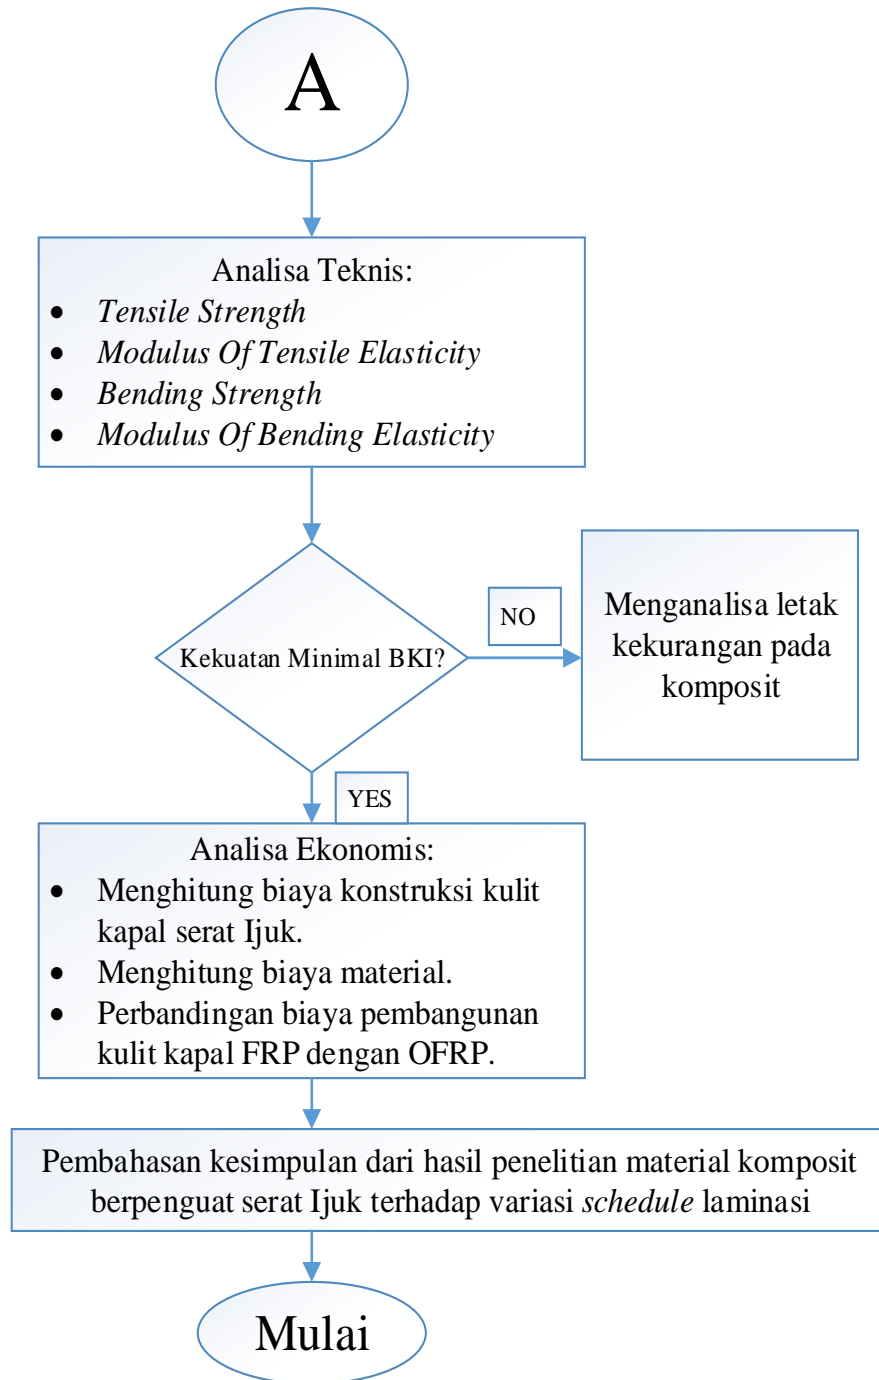 A
Analisa Teknis:
• Tensile Strength
• Modulus Of Tensile Elasticity
• Bending Strength
• Modulus Of Bending Elasticity
Kekuatan Minimal BKI?
NO
Menganalisa letak
kekurangan pada
komposit
YES
Analisa Ekonomis:
• Menghitung biaya konstruksi kulit
kapal serat Ijuk.
• Menghitung biaya material.
• Perbandingan biaya pembangunan
kulit kapal FRP dengan OFRP.
Pembahasan kesimpulan dari hasil penelitian material komposit
berpenguat serat Ijuk terhadap variasi schedule laminasi
Mulai